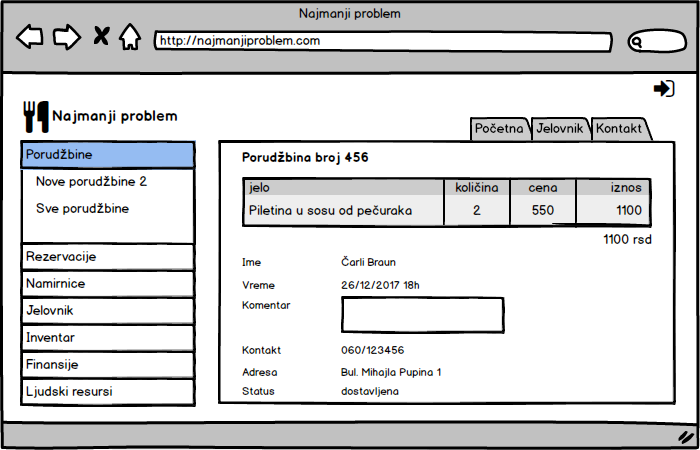 Najmanji problem
http://najmanjiproblem.com
Najmanji problem
Početna Jelovnik Kontakt
Porudžbine
Nove porudžbine 2
Sve porudžbine
Rezervacije
Namirnice
Jelovnik
Inventar
Finansije
Ljudski resursi
Porudžbina broj 456
jelo količina cena iznos
Piletina u sosu od pečuraka 2 550 1100
1100 rsd
Ime Čarli Braun
Vreme 26/12/2017 18h
Komentar
Kontakt 060/123456
Adresa Bul. Mihajla Pupina 1
Status dostavljena